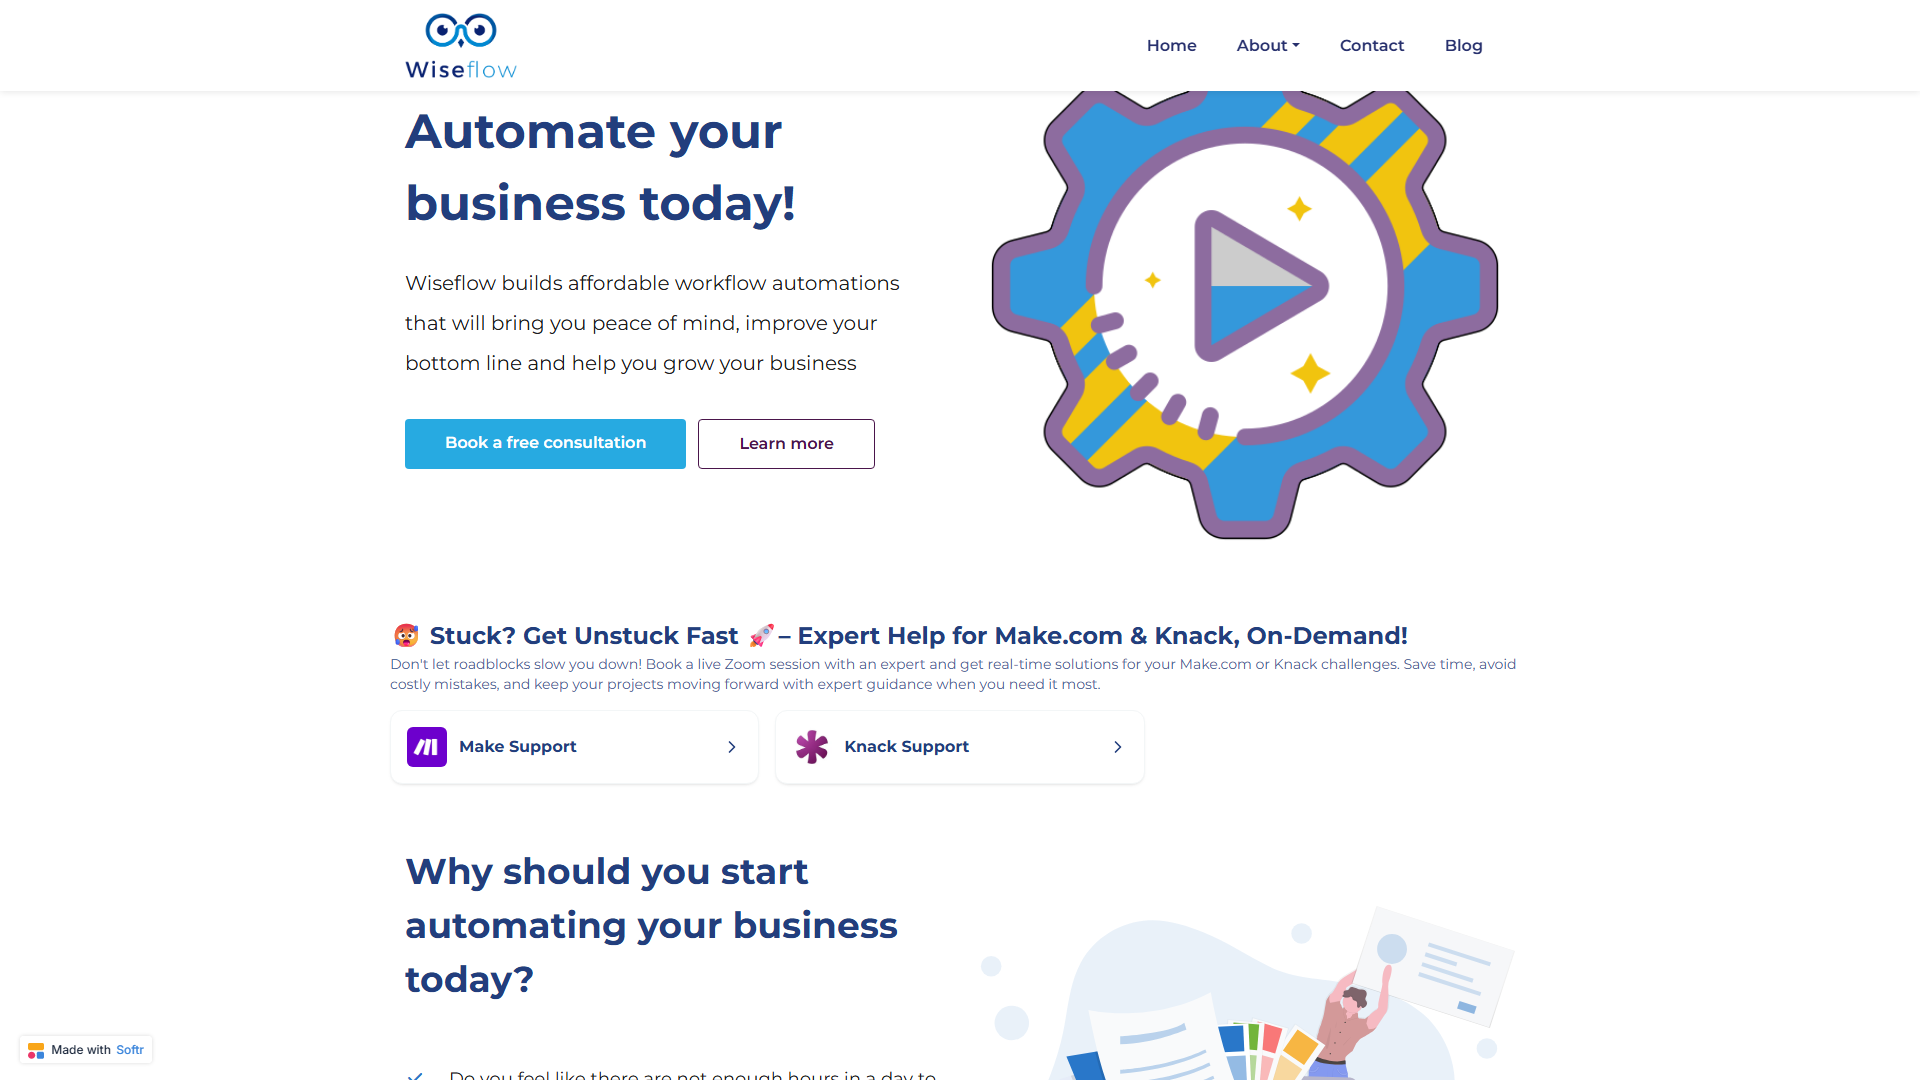 Wiseflow
Home
About
Contact
Blog
Automate your
business today!
Wiseflow builds affordable workflow automations
that will bring you peace of mind, improve your
bottom line and help you grow your business
Book a free consultation
Learn more
🥵 Stuck? Get Unstuck Fast 🚀 – Expert Help for Make.com & Knack, On-Demand!
Don't let roadblocks slow you down! Book a live Zoom session with an expert and get real-time solutions for your Make.com or Knack challenges. Save time, avoid
costly mistakes, and keep your projects moving forward with expert guidance when you need it most.
Make Support
Knack Support
Why should you start
automating your business
today?
Do you feel like there are not enough hours in a day to
Made with Softr